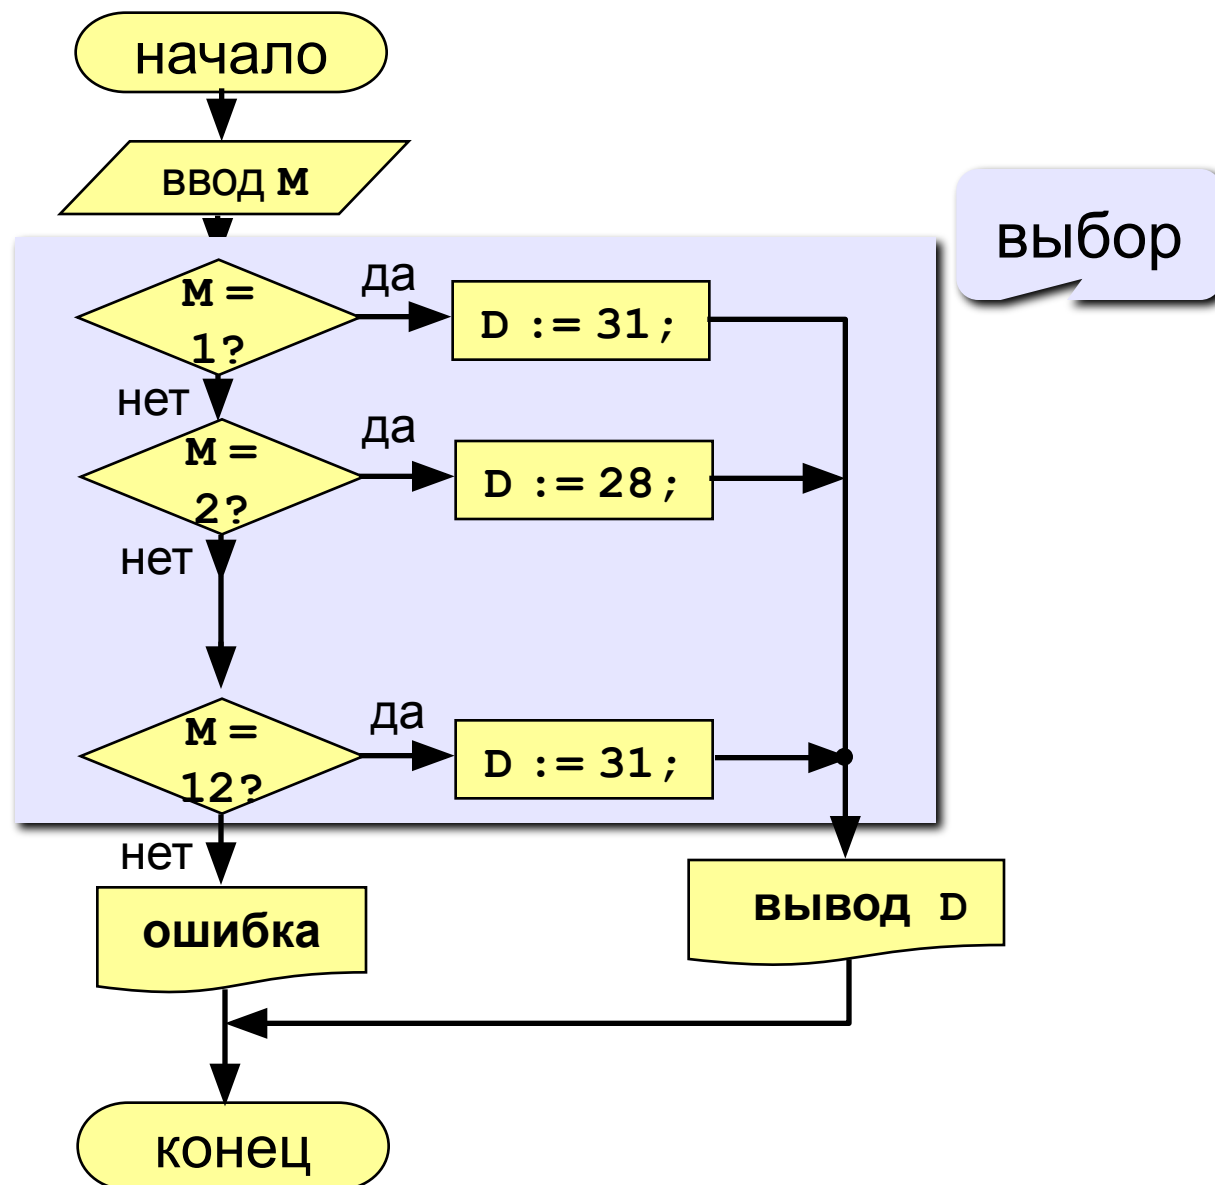 начало
ввод M
выбор
M =
1?
да
D := 31;
нет
M =
2?
да
D := 28;
нет
M =
12?
да
D := 31;
нет
ошибка
вывод D
конец